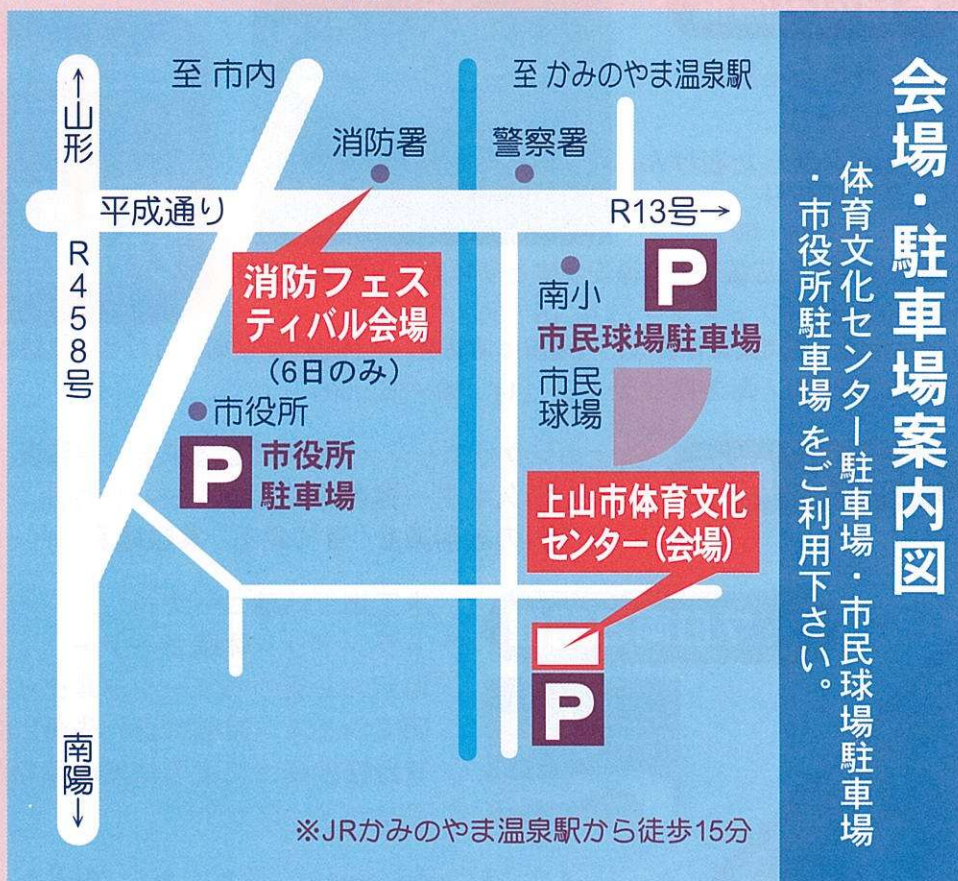 会場・駐車場案内図
体育文化センター駐車場・市民球場駐車場
・市役所駐車場をご利用下さい。
←山形
至 市内
至 かみのやま温泉駅
消防署
警察署
平成通り
R13号→
R458号
消防フェス
ティバル会場
(6日のみ)
南小
P
市民球場駐車場
市民
球場
市役所
P
市役所
駐車場
上山市体育文化
センター(会場)
P
南陽→
※JRかみのやま温泉駅から徒歩15分